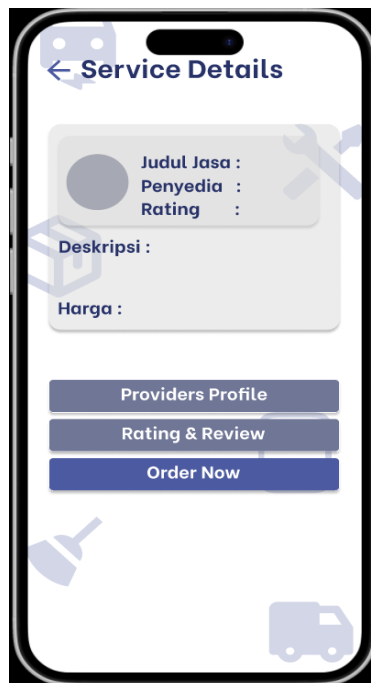 ← Service Details
Judul Jasa :
Penyedia :
Rating :
Deskripsi :
Harga :
Providers Profile
Rating & Review
Order Now